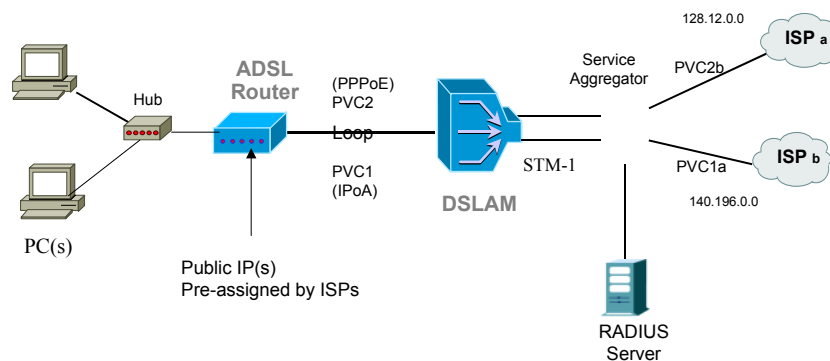 128.12.0.0
ISP a
Service
Aggregator
PVC2b
ADSL
Router
Hub
(PPPoE)
PVC2
Loop
PVC1
(IPoA)
STM-1
DSLAM
ISP b
PVC1a
140.196.0.0
PC(s)
Public IP(s)
Pre-assigned by ISPs
RADIUS
Server